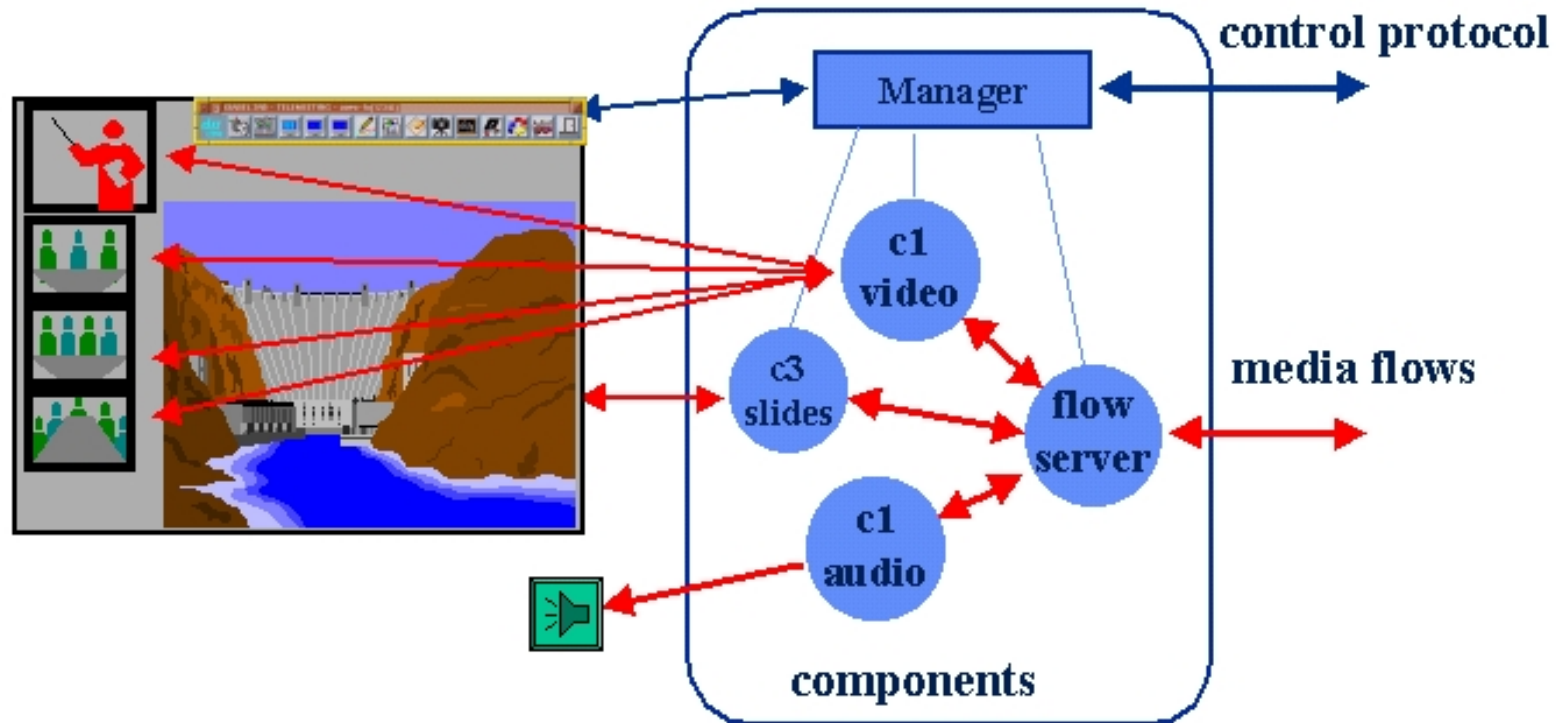 control protocol
Manager
c1
video
c3
slides
media flows
flow
server
c1
audio
components